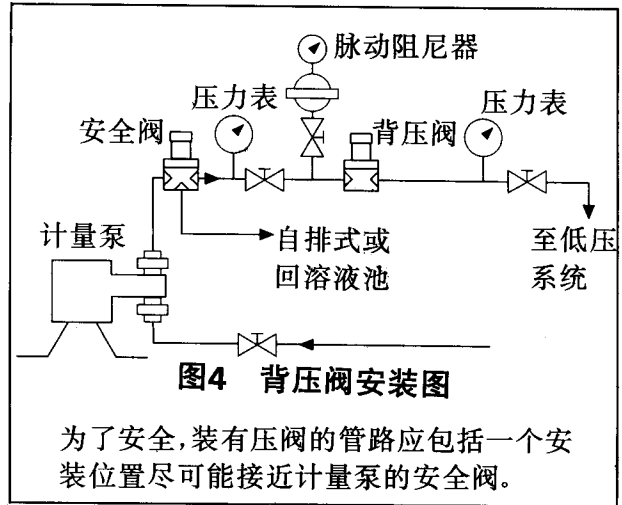 脉动阻尼器
压力表
压力表
安全阀
背压阀
计量泵
自排式或
回溶液池
至低压
系统
图4 背压阀安装图
为了安全,装有压阀的管路应包括一个安
装位置尽可能接近计量泵的安全阀。